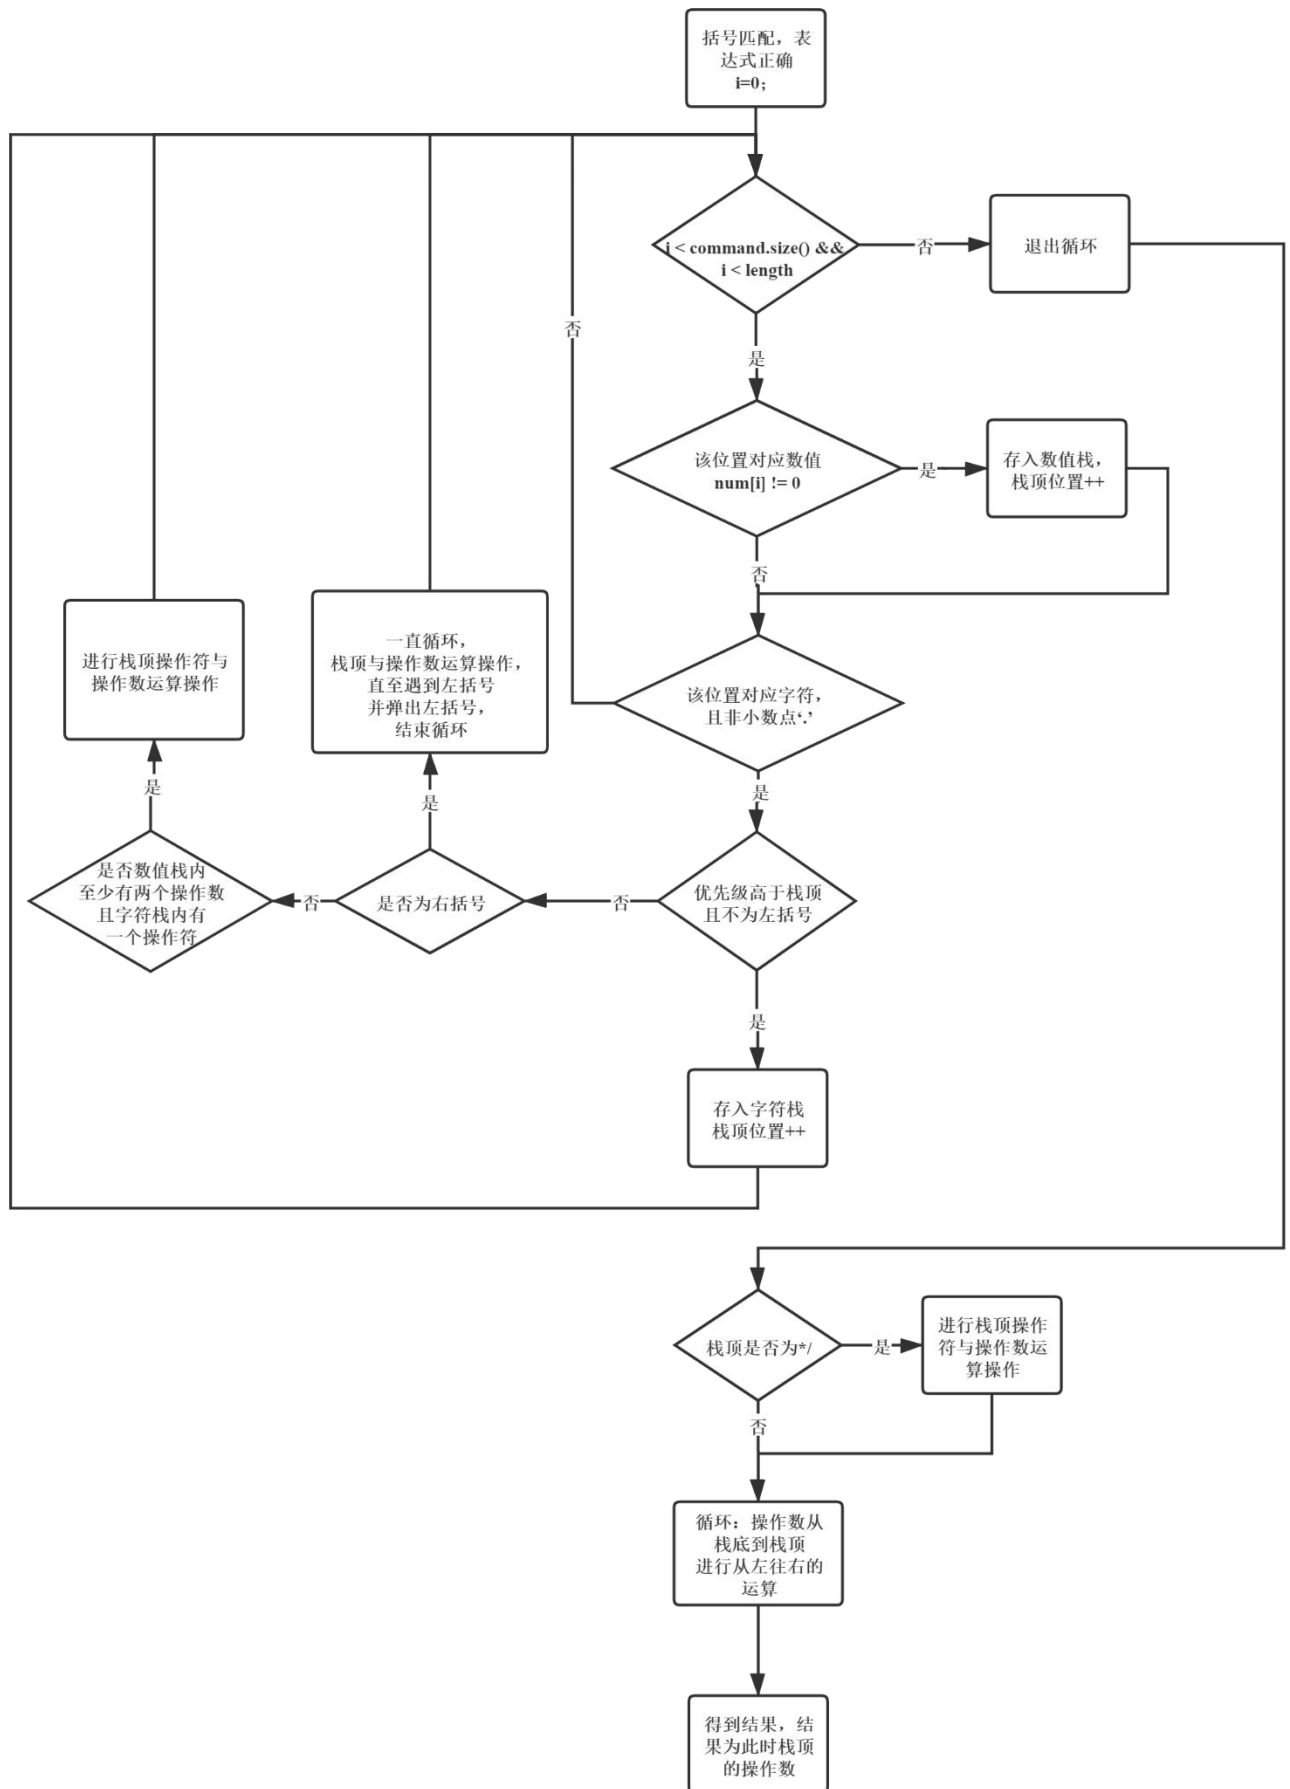 括号匹配，表
达式正确
i=0；
i < command.size() &&
i < length
否
退出循环
否
是
该位置对应数值
num[i] != 0
是
存入数值栈，
栈顶位置++
否
进行栈顶操作符与
操作数运算操作
一直循环，
栈顶与操作数运算操作，
直至遇到左括号
并弹出左括号，
结束循环
该位置对应字符，
且非小数点‘.’
是
是
是
是否数值栈内
至少有两个操作数
且字符栈内有
一个操作符
否
是否为右括号
否
优先级高于栈顶
且不为左括号
是
存入字符栈
栈顶位置++
栈顶是否为*/
是
进行栈顶操作
符与操作数运
算操作
否
循环：操作数从
栈底到栈顶
进行从左往右的
运算
得到结果，结
果为此时栈顶
的操作数